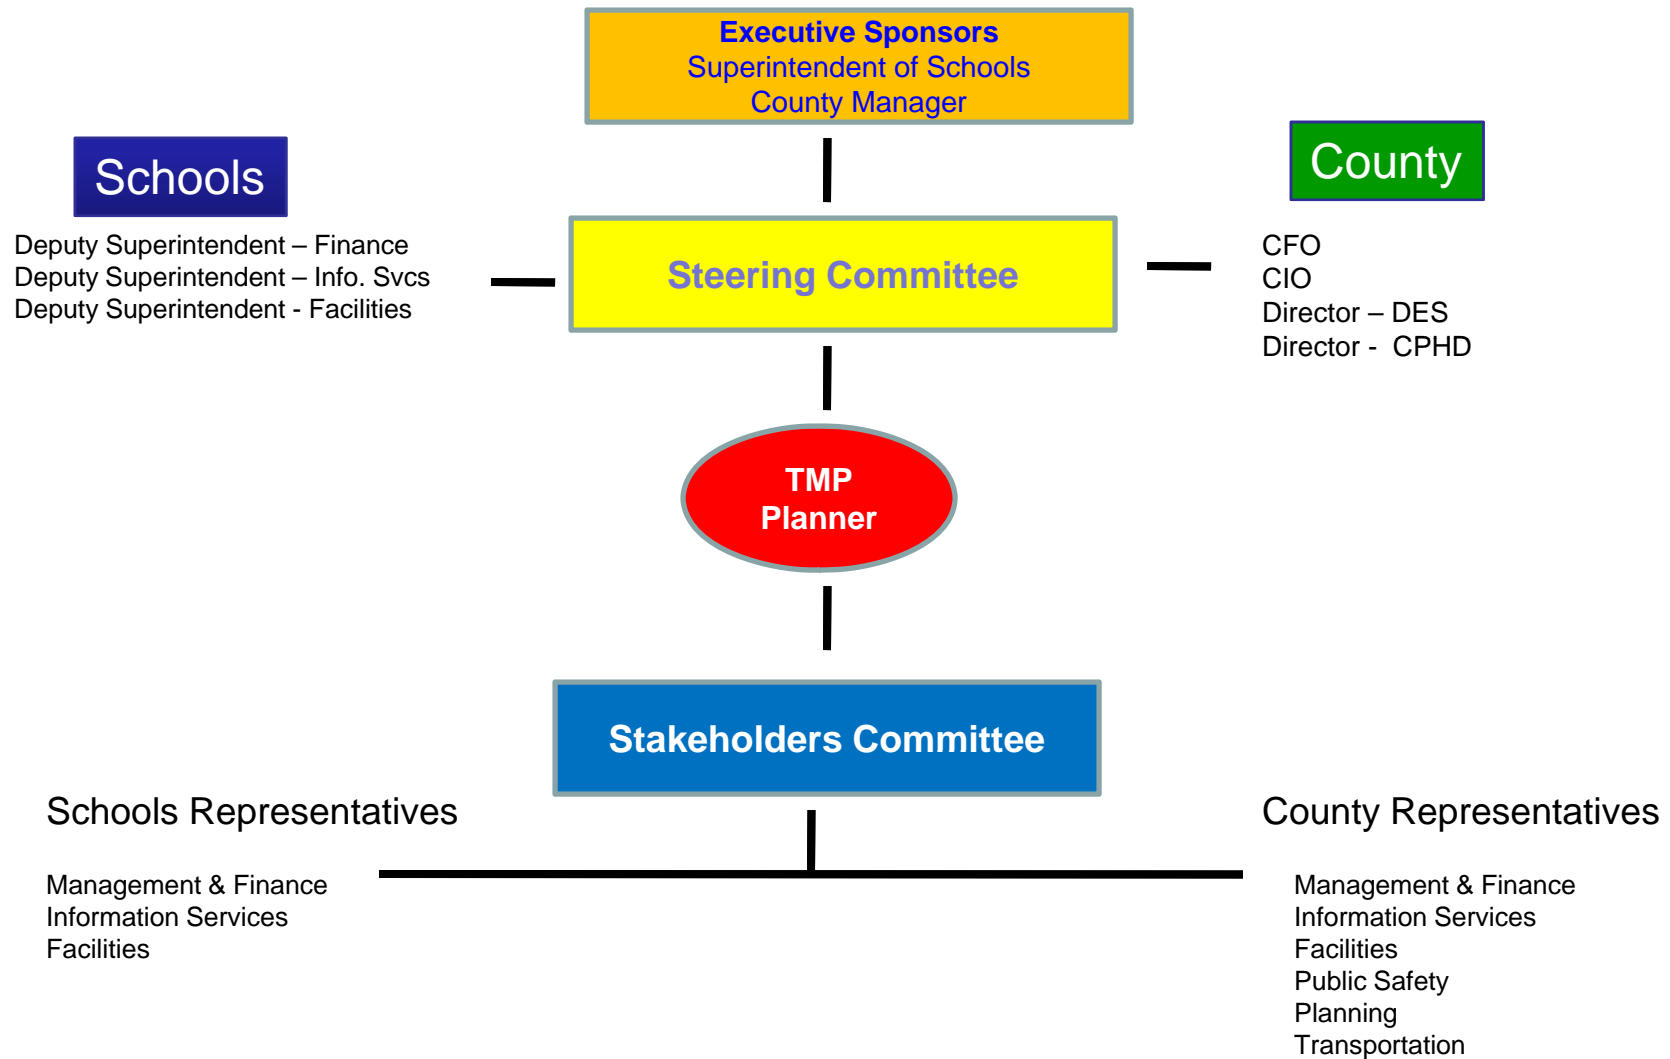 Executive Sponsors
Superintendent of Schools
County Manager
Schools
County
Deputy Superintendent – Finance
Deputy Superintendent – Info. Svcs
Deputy Superintendent - Facilities
Steering Committee
CFO
CIO
Director – DES
Director -  CPHD
TMP
Planner
Stakeholders Committee
Schools Representatives
Management & Finance
Information Services
Facilities
County Representatives
Management & Finance
Information Services
Facilities
Public Safety
Planning
Transportation